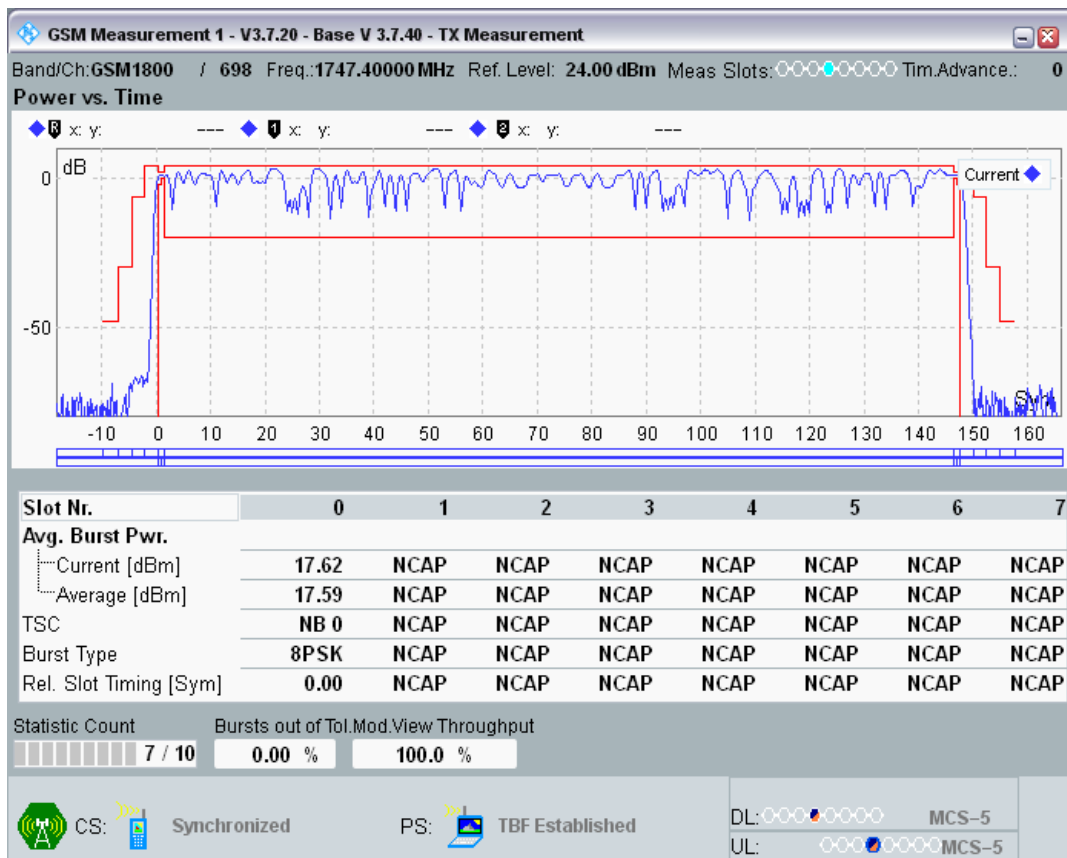 GSM Measurement 1 - V3.7.20 - Base V 3.7.40 - TX Measurement
Band/Ch:GSM1800 / 698 Freq.:1747.40000 MHz Ref. Level: 24.00 dBm Meas Slots: Tim.Advance.: 0
Power vs. Time
R x: y: --- 1 x: y: --- 2 x: y: ---
dB
Current
0
-50
Sym
-10 0 10 20 30 40 50 60 70 80 90 100 110 120 130 140 150 160
Slot Nr. 0 1 2 3 4 5 6 7
Avg. Burst Pwr.
Current [dBm] 17.62 NCAP NCAP NCAP NCAP NCAP NCAP NCAP
Average [dBm] 17.59 NCAP NCAP NCAP NCAP NCAP NCAP NCAP
TSC NB 0 NCAP NCAP NCAP NCAP NCAP NCAP NCAP
Burst Type 8PSK NCAP NCAP NCAP NCAP NCAP NCAP NCAP
Rel. Slot Timing [Sym] 0.00 NCAP NCAP NCAP NCAP NCAP NCAP NCAP
Statistic Count Bursts out of Tol. Mod.View Throughput
7 / 10 0.00 % 100.0 %
CS: Synchronized PS: TBF Established
DL: MCS-5
UL: MCS-5